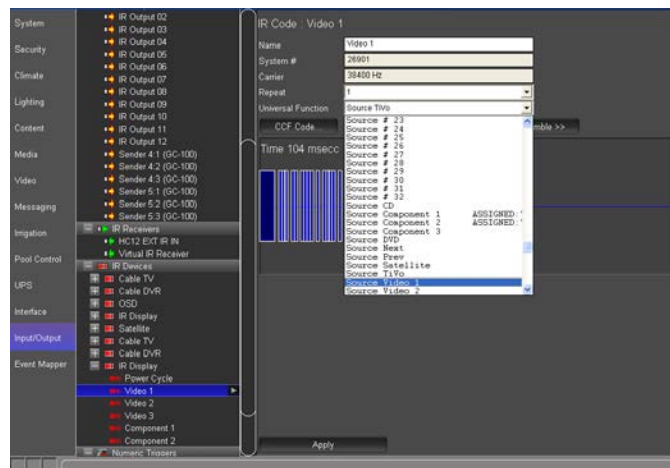 System
Security
Climate
Lighting
Content
Media
Video
Messaging
Irrigation
Pool Control
UPS
Interface
Input/Output
Event Mapper
IR Output 02
IR Output 03
IR Output 04
IR Output 05
IR Output 06
IR Output 07
IR Output 08
IR Output 09
IR Output 10
IR Output 11
IR Output 12
Sender 4:1 (GC-100)
Sender 4:2 (GC-100)
Sender 4:3 (GC-100)
Sender 5:1 (GC-100)
Sender 5:2 (GC-100)
Sender 5:3 (GC-100)
IR Receivers
HC12 EXT IR IN
Virtual IR Receiver
IR Devices
Cable TV
Cable DVR
OSD
IR Display
Satellite
Cable TV
Cable DVR
IR Display
Power Cycle
Video 1
Video 2
Video 3
Component 1
Component 2
Numeric Triggers
IR Code : Video 1
Name Video 1
System # 26901
Carrier 38400 Hz
Repeat 1
Universal Function Source TiVo
CCF Code... mble >>
Time 104 msecc
Source # 23
Source # 24
Source # 25
Source # 26
Source # 27
Source # 28
Source # 29
Source # 30
Source # 31
Source # 32
Source CD
Source Component 1 ASSIGNED:
Source Component 2 ASSIGNED:
Source Component 3
Source DVD
Source Next
Source Prev
Source Satellite
Source TiVo
Source Video 1
Source Video 2
Apply